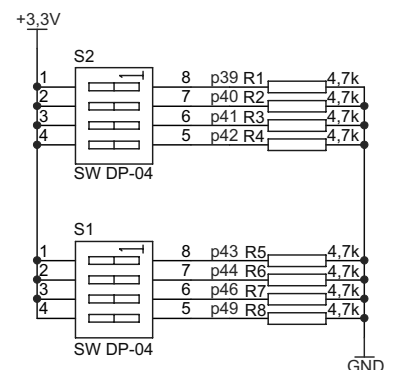 +3,3V
S2
1 8 p39 R1 4,7k
2 7 p40 R2 4,7k
3 6 p41 R3 4,7k
4 5 p42 R4 4,7k
SW DP-04
S1
1 8 p43 R5 4,7k
2 7 p44 R6 4,7k
3 6 p46 R7 4,7k
4 5 p49 R8 4,7k
SW DP-04
GND